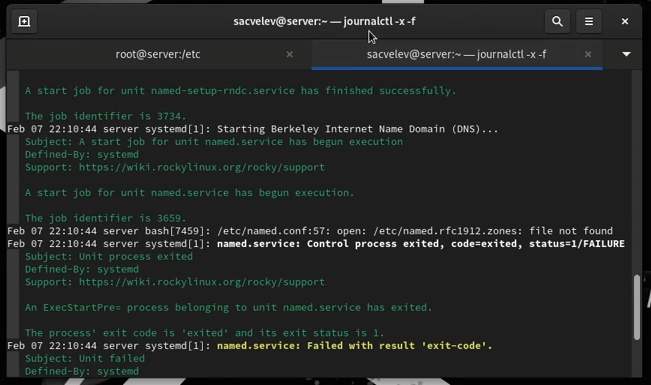 sacvelev@server:~ — journalctl -x -f
root@server:/etc
sacvelev@server:~ — journalctl -x -f
A start job for unit named-setup-rndc.service has finished successfully.
The job identifier is 3734.
Feb 07 22:10:44 server systemd[1]: Starting Berkeley Internet Name Domain (DNS)...
Subject: A start job for unit named.service has begun execution
Defined-By: systemd
Support: https://wiki.rockylinux.org/rocky/support
A start job for unit named.service has begun execution.
The job identifier is 3659.
Feb 07 22:10:44 server bash[7459]: /etc/named.conf:57: open: /etc/named.rfc1912.zones: file not found
Feb 07 22:10:44 server systemd[1]: named.service: Control process exited, code=exited, status=1/FAILURE
Subject: Unit process exited
Defined-By: systemd
Support: https://wiki.rockylinux.org/rocky/support
An ExecStartPre= process belonging to unit named.service has exited.
The process' exit code is 'exited' and its exit status is 1.
Feb 07 22:10:44 server systemd[1]: named.service: Failed with result 'exit-code'.
Subject: Unit failed
Defined-By: systemd